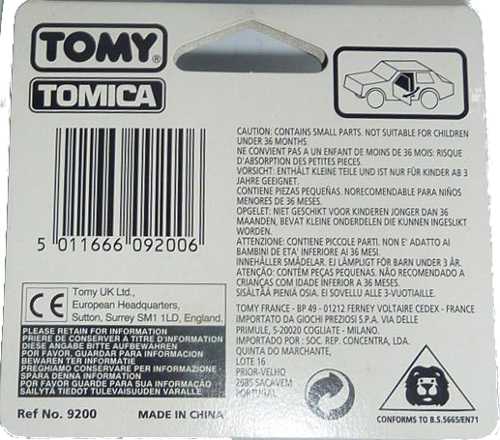 TOMY®
TOMICA
5 011666 092006
CAUTION: CONTAINS SMALL PARTS. NOT SUITABLE FOR CHILDREN
UNDER 36 MONTHS.
NE CONVIENT PAS A UN ENFANT DE MOINS DE 36 MOIS: RISQUE
D'ABSORPTION DES PETITES PIECES.
VORSICHT: ENTHÄLT KLEINE TEILE UND IST NUR FÜR KINDER AB 3
JAHRE GEEIGNET.
CONTIENE PIEZAS PEQUEÑAS. NORECOMENDABLE PARA NIÑOS
MENORES DE 36 MESES.
OPGELET: NIET GESCHIKT VOOR KINDEREN JONGER DAN 36
MAANDEN, BEVAT KLEINE ONDERDELEN DIE KUNNEN INGESLIKT
WORDEN.
ATTENZIONE: CONTIENE PICCOLE PARTI. NON E' ADATTO AI
BAMBINI DE ETA' INFERIORE AI 36 MESI.
INNEHÅLLER SMÅDELAR. EJ LÄMPLIGT FÖR BARN UNDER 3 ÅR.
ATENÇÃO: CONTÉM PEÇAS PEQUENAS. NÃO RECOMENDADO A
CRIANÇAS COM IDADE INFERIOR A 36 MESES.
SISÄLTÄÄ PIENIÄ OSIA. EI SOVELLU ALLE 3-VUOTIAILLE.
CE
Tomy UK Ltd.,
European Headquarters,
Sutton, Surrey SM1 1LD, England.
PLEASE RETAIN FOR INFORMATION
PRIERE DE CONSERVER À TITRE D'INFORMATION
DIESE ANGABE BITTE AUFBEWAHREN
POR FAVOR, GUARDAR PARA INFORMACION
BEWAREN TER INFORMATIE
PREGHIAMO CONSERVARE PER IMMEDIATA
POR FAVOR GUARDE PARA SUA INFORMAÇÃO
SÄILYTÄ TIEDOT TULEVAISUUDEN VARALLE
TOMY FRANCE - BP 49 - 01212 FERNEY VOLTAIRE CEDEX - FRANCE
IMPORTATO DA GIOCHI PREZIOSI S.P.A, VIA DELLE
PRIMULE, 5-20020 COGLIATE - MILANO.
IMPORTADO POR : SOC. REP. CONCENTRA, LDA.
QUINTA DO MARCHANTE,
LOTE 16
PRIOR-VELHO
2685 SACAVEM
PORTUGAL
Ref No. 9200
MADE IN CHINA
CONFORMS TO B.S.5665/EN71